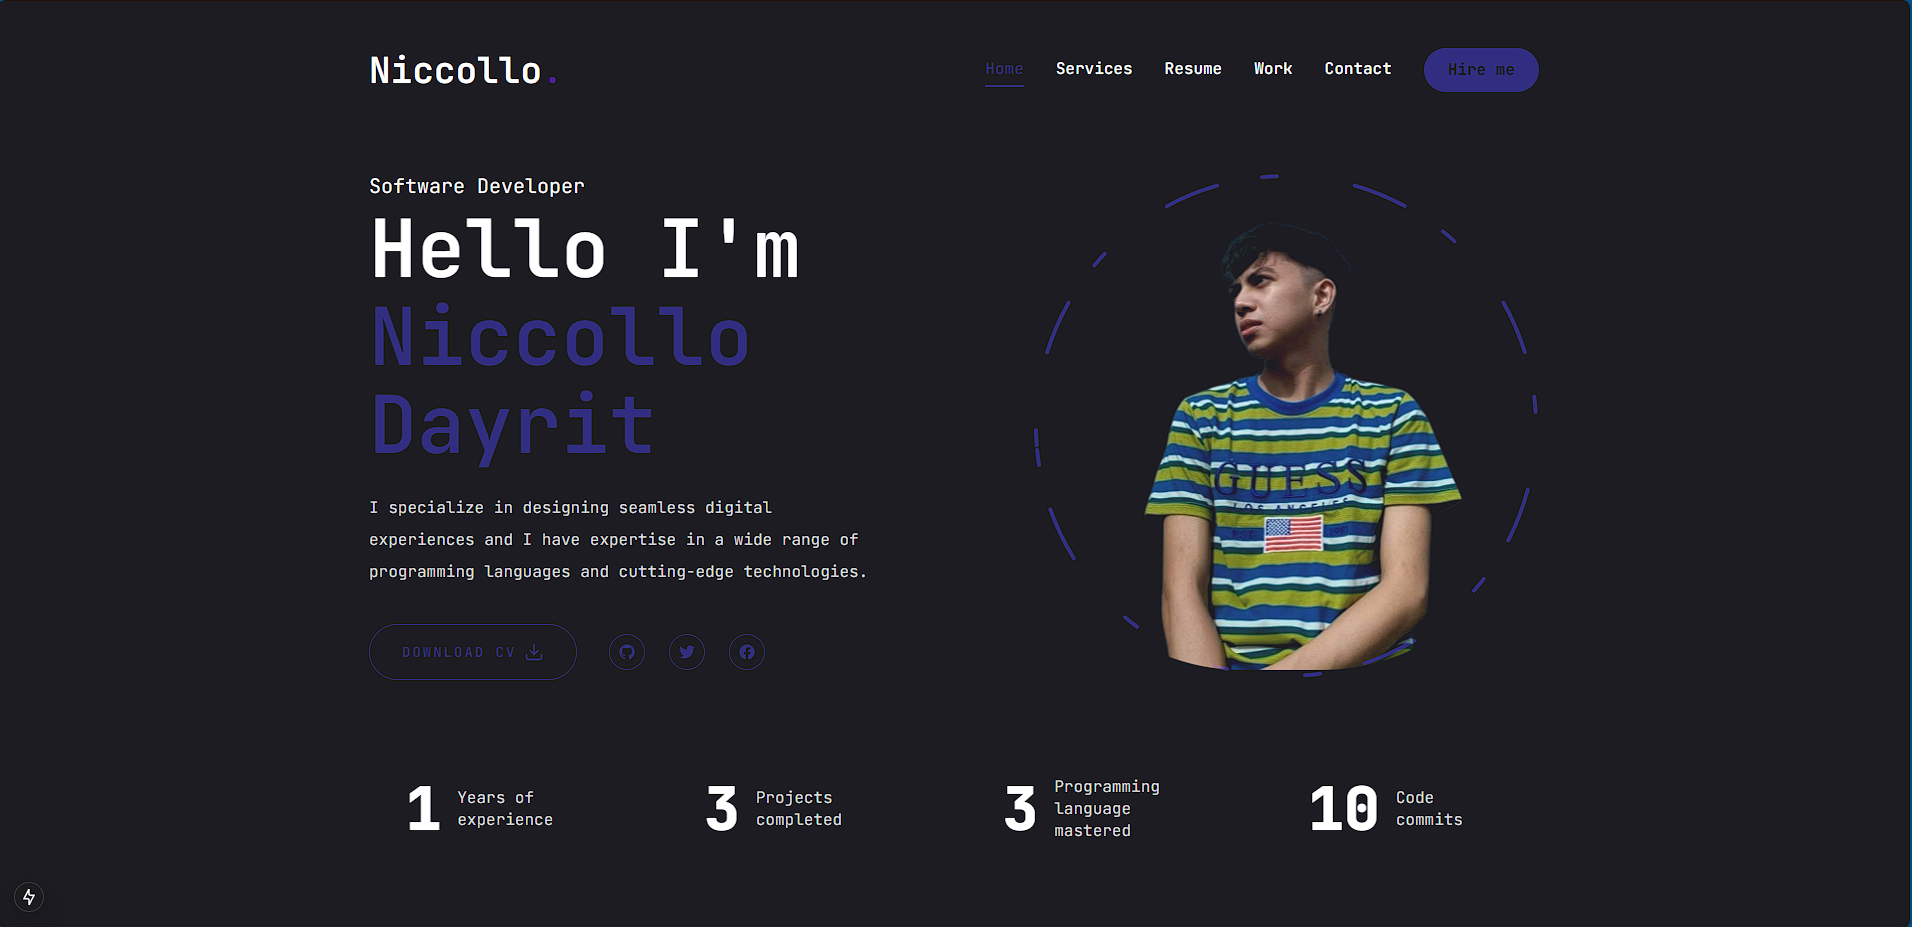 Niccollo.
Home Services Resume Work Contact Hire me
Software Developer
Hello I'm
Niccollo
Dayrit
I specialize in designing seamless digital
experiences and I have expertise in a wide range of
programming languages and cutting-edge technologies.
DOWNLOAD CV
GUESS
LOS ANGELES
1 Years of
experience
3 Projects
completed
3 Programming
language
mastered
10 Code
commits